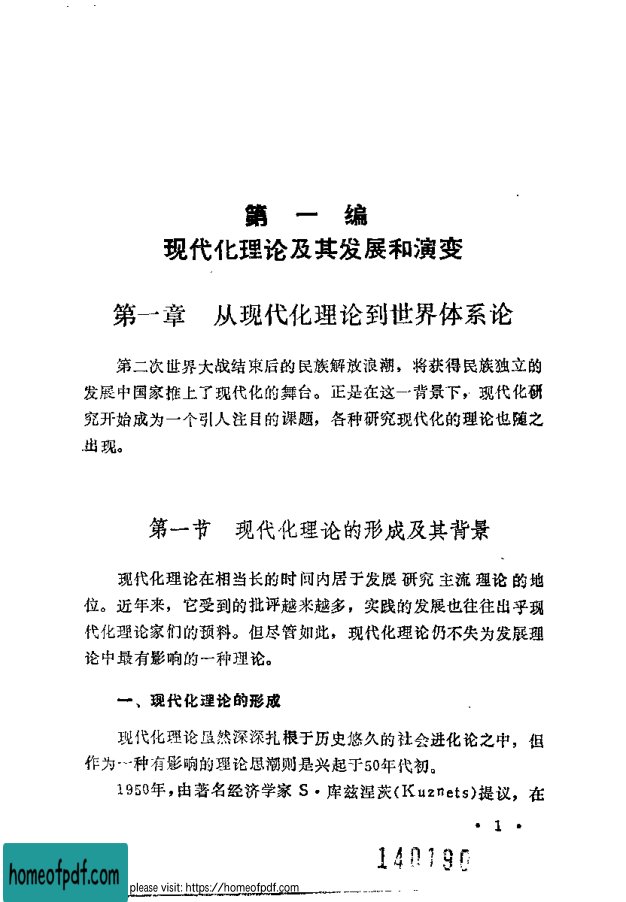 第一编
现代化理论及其发展和演变
第一章 从现代化理论到世界体系论
第二次世界大战结束后的民族解放浪潮，将获得民族独立的
发展中国家推上了现代化的舞台。正是在这一背景下，现代化研
究开始成为一个引人注目的课题，各种研究现代化的理论也随之
出现。
第一节 现代化理论的形成及其背景
现代化理论在相当长的时间内居于发展研究主流理论的地
位。近年来，它受到的批评越来越多，实践的发展也往往出乎现
代化理论家们的预料。但尽管如此，现代化理论仍不失为发展理
论中最有影响的一种理论。
一、现代化理论的形成
现代化理论虽然深深扎根于历史悠久的社会进化论之中，但
作为一种有影响的理论思潮则是兴起于50年代初。
1950年，由著名经济学家S·库兹涅茨(Kuznets)提议，在
· 1 ·
140190
homeofpdf.com
please visit: https://homeofpdf.com